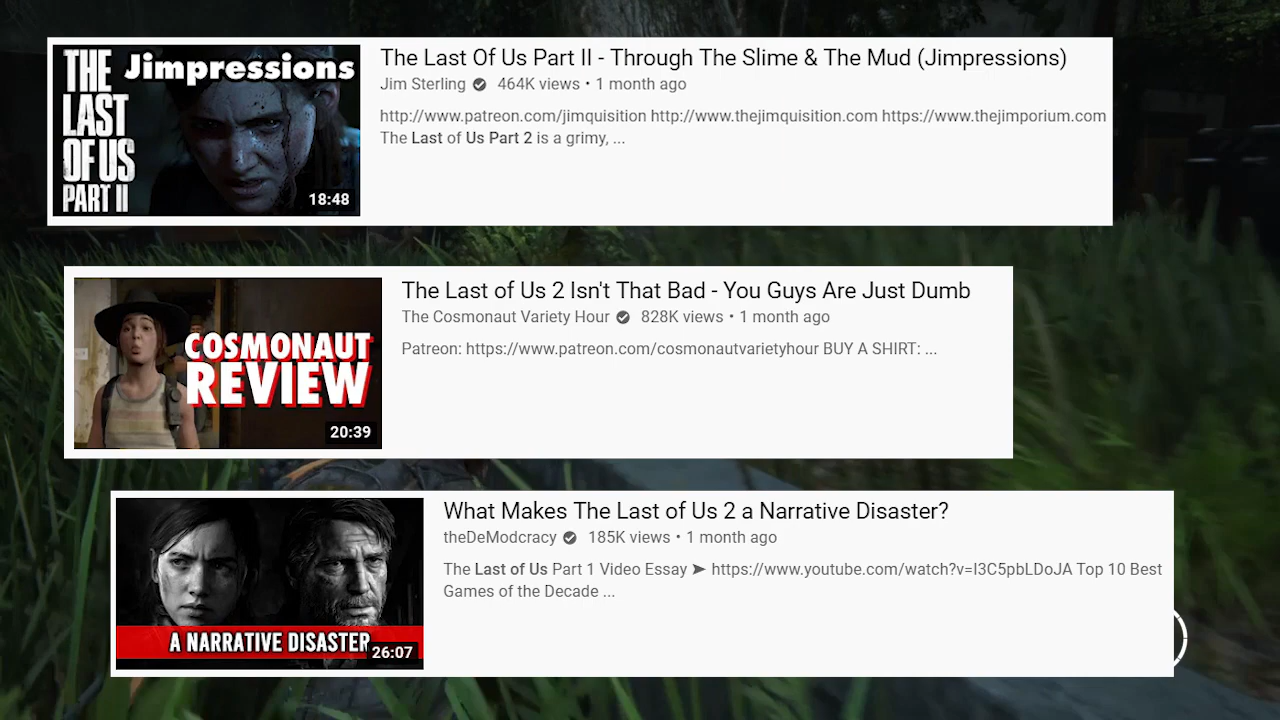 THE
LAST
OF US
PART II
Jimpressions
18:48
The Last Of Us Part II - Through The Slime & The Mud (Jimpressions)
Jim Sterling 464K views • 1 month ago
http://www.patreon.com/jimquisition http://www.thejimquisition.com https://www.thejimporium.com
The Last of Us Part 2 is a grimy, ...
COSMONAUT
REVIEW
20:39
The Last of Us 2 Isn't That Bad - You Guys Are Just Dumb
The Cosmonaut Variety Hour 828K views • 1 month ago
Patreon: https://www.patreon.com/cosmonautvarietyhour BUY A SHIRT: ...
A NARRATIVE DISASTER
26:07
What Makes The Last of Us 2 a Narrative Disaster?
theDeModcracy 185K views • 1 month ago
The Last of Us Part 1 Video Essay ➤ https://www.youtube.com/watch?v=I3C5pbLDoJA Top 10 Best
Games of the Decade ...